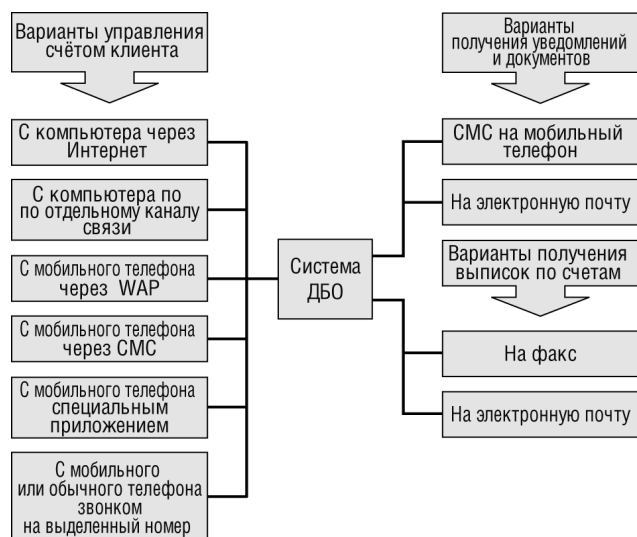 Варианты управления
счётом клиента
С компьютера через
Интернет
С компьютера по
по отдельному каналу
связи
С мобильного телефона
через WAP
С мобильного телефона
через СМС
С мобильного телефона
специальным
приложением
С мобильного
или обычного телефона
звонком
на выделенный номер
Система
ДБО
Варианты
получения уведомлений
и документов
СМС на мобильный
телефон
На электронную почту
Варианты получения
выписок по счетам
На факс
На электронную почту